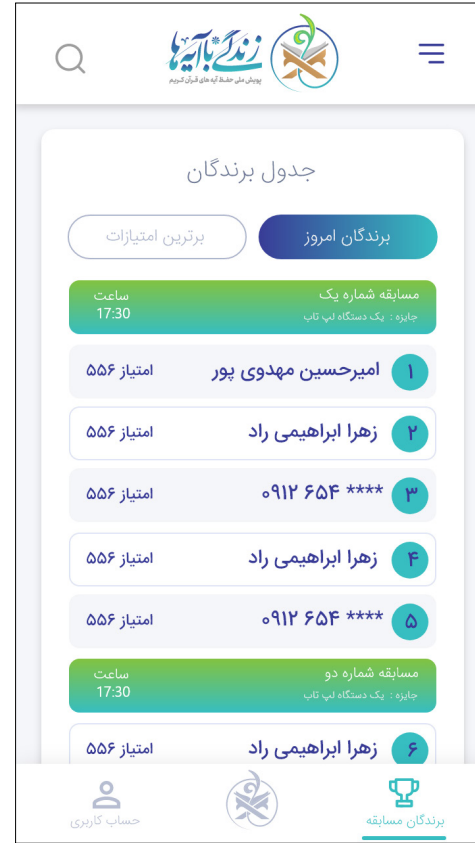 زندگی با آیه‌ها
پویش ملی حفظ آیه های قرآن کریم
جدول برندگان
برندگان امروز
برترین امتیازات
مسابقه شماره یک
ساعت
جایزه : یک دستگاه لپ تاب
17:30
۱ امیرحسین مهدوی پور امتیاز ۵۵۶
۲ زهرا ابراهیمی راد امتیاز ۵۵۶
۳ ۰۹۱۲ ۶۵۴ **** امتیاز ۵۵۶
۴ زهرا ابراهیمی راد امتیاز ۵۵۶
۵ ۰۹۱۲ ۶۵۴ **** امتیاز ۵۵۶
مسابقه شماره دو
ساعت
جایزه : یک دستگاه لپ تاب
17:30
۶ زهرا ابراهیمی راد امتیاز ۵۵۶
برندگان مسابقه
حساب کاربری